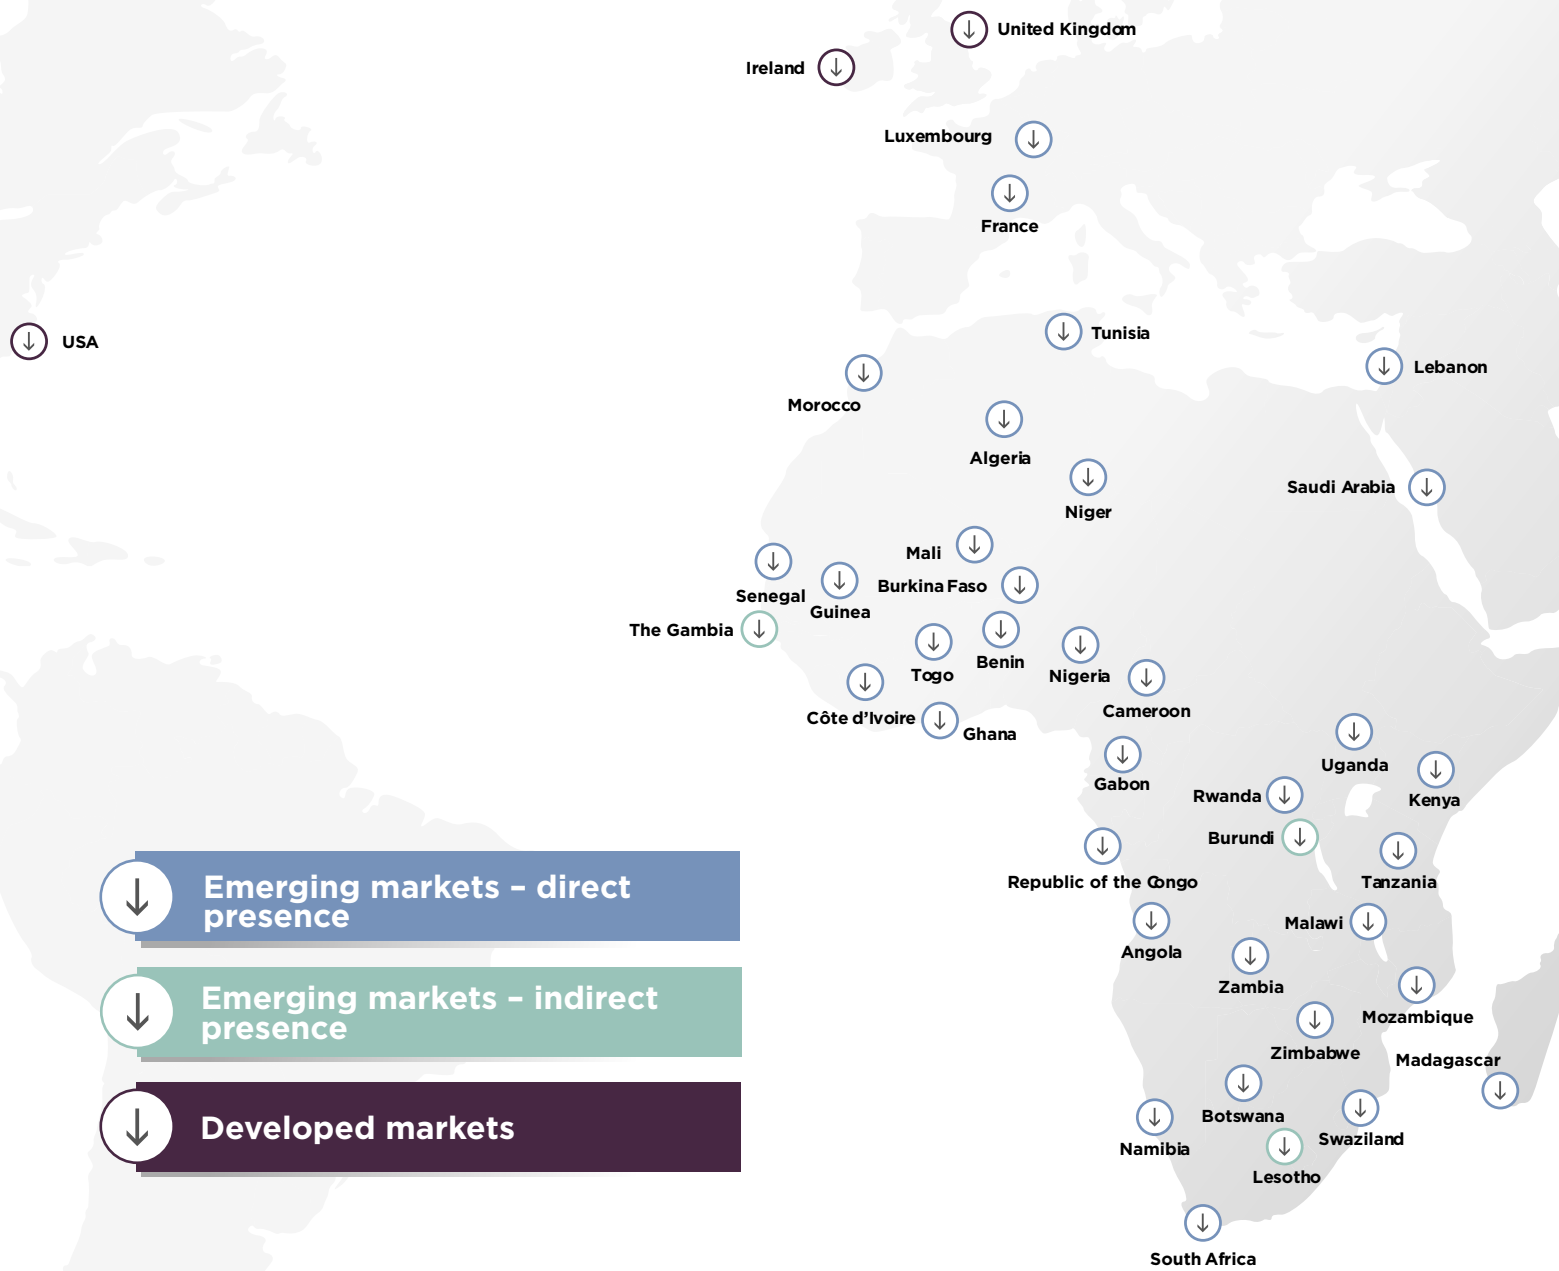 United Kingdom
Ireland
Luxembourg
France
USA
Tunisia
Lebanon
Morocco
Algeria
Saudi Arabia
Niger
Mali
Burkina Faso
Senegal
Guinea
The Gambia
Benin
Togo
Nigeria
Cameroon
Côte d'Ivoire
Ghana
Uganda
Gabon
Rwanda
Kenya
Burundi
Republic of the Congo
Tanzania
Malawi
Angola
Zambia
Mozambique
Zimbabwe
Madagascar
Botswana
Swaziland
Namibia
Lesotho
South Africa
Emerging markets – direct
presence
Emerging markets – indirect
presence
Developed markets